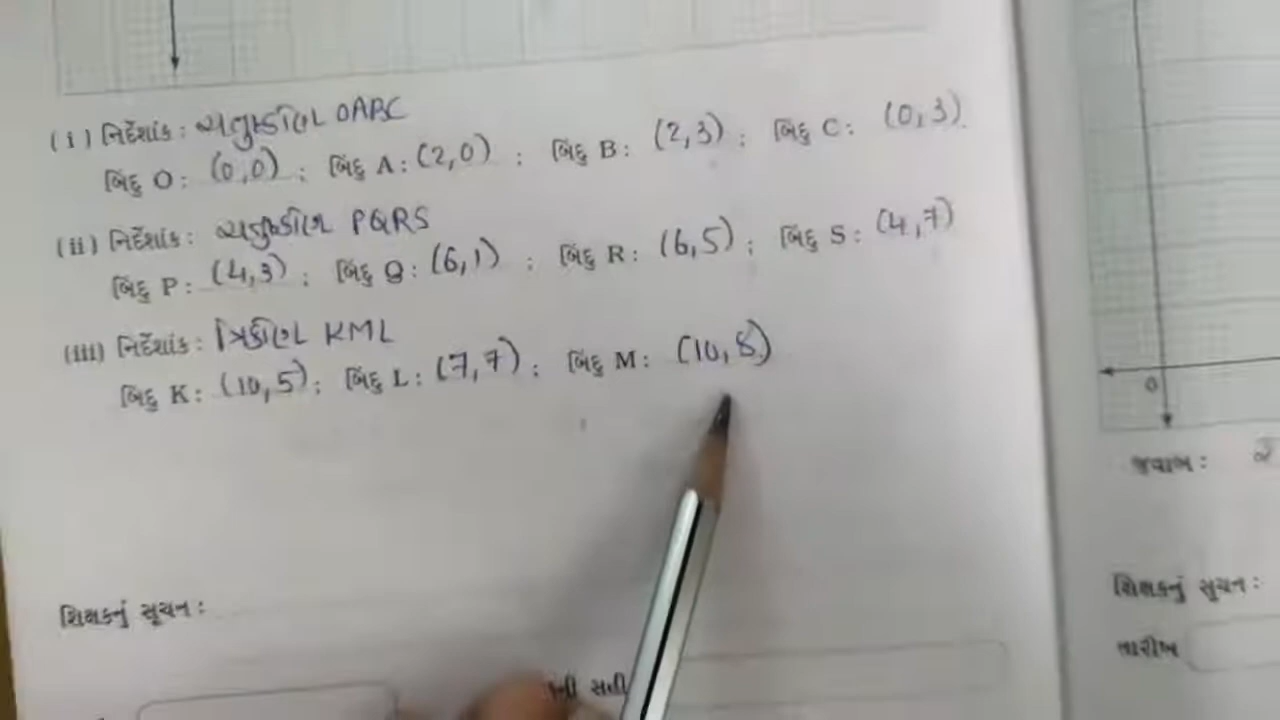 (i) નિર્દેશાંક : ચતુષ્કોણ OABC
બિંદુ O : (0,0) ; બિંદુ A : (2,0) ; બિંદુ B : (2,3) ; બિંદુ C : (0,3)
(ii) નિર્દેશાંક : ચતુષ્કોણ PQRS
બિંદુ P : (4,3) ; બિંદુ Q : (6,1) ; બિંદુ R : (6,5) ; બિંદુ S : (4,7)
(iii) નિર્દેશાંક : ત્રિકોણ KML
બિંદુ K : (10,5) ; બિંદુ L : (7,7) ; બિંદુ M : (10,8)
શિક્ષકનું સૂચન :
0
જવાબ :
શિક્ષકનું સૂચન :
તારીખ